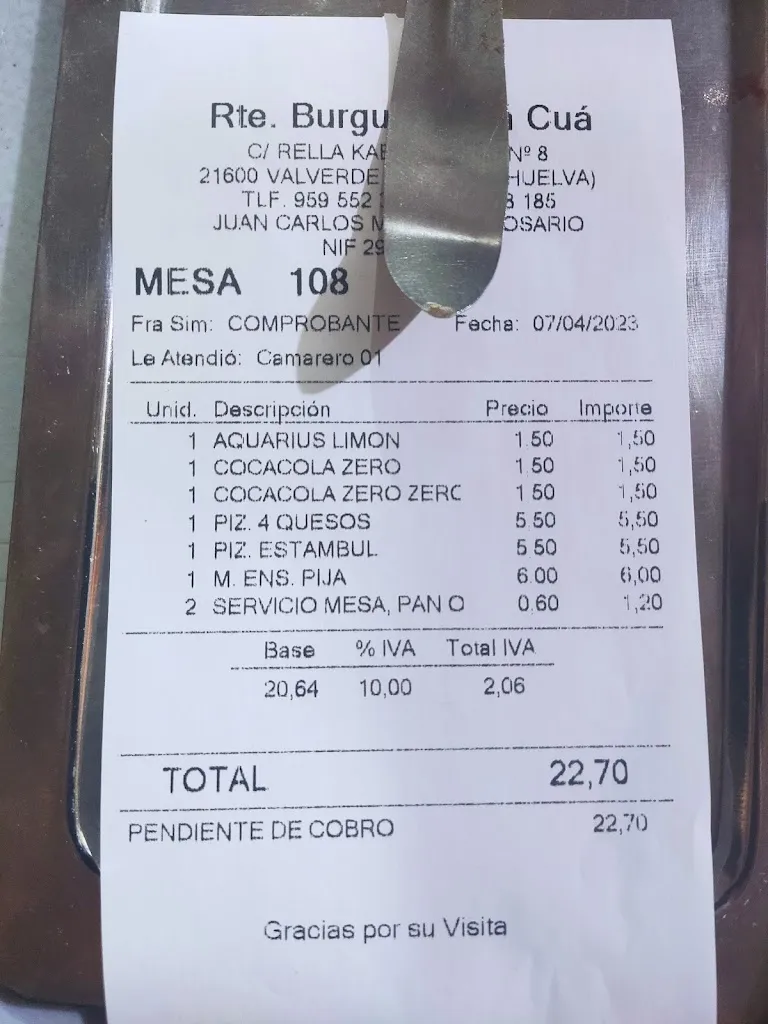 Rte. Burgu Cuá
C/ RELLA Nº 8
21600 VALVERDE HUELVA)
TLF. 959 552 185
JUAN CARLOS OSARIO
NIF 29
MESA 108
Fra Sim: COMPROBANTE Fecha: 07/04/2023
Le Atendió: Camarero 01
Unid. Descripción Precio Importe
1 AQUARIUS LIMON 1.50 1,50
1 COCACOLA ZERO 1.50 1,50
1 COCACOLA ZERO ZERC 1.50 1,50
1 PIZ. 4 QUESOS 5.50 5,50
1 PIZ. ESTAMBUL 5.50 5,50
1 M. ENS. PIJA 6.00 6,00
2 SERVICIO MESA, PAN O 0.60 1,20
Base % IVA Total IVA
20,64 10,00 2,06
TOTAL 22,70
PENDIENTE DE COBRO 22,70
Gracias por su Visita